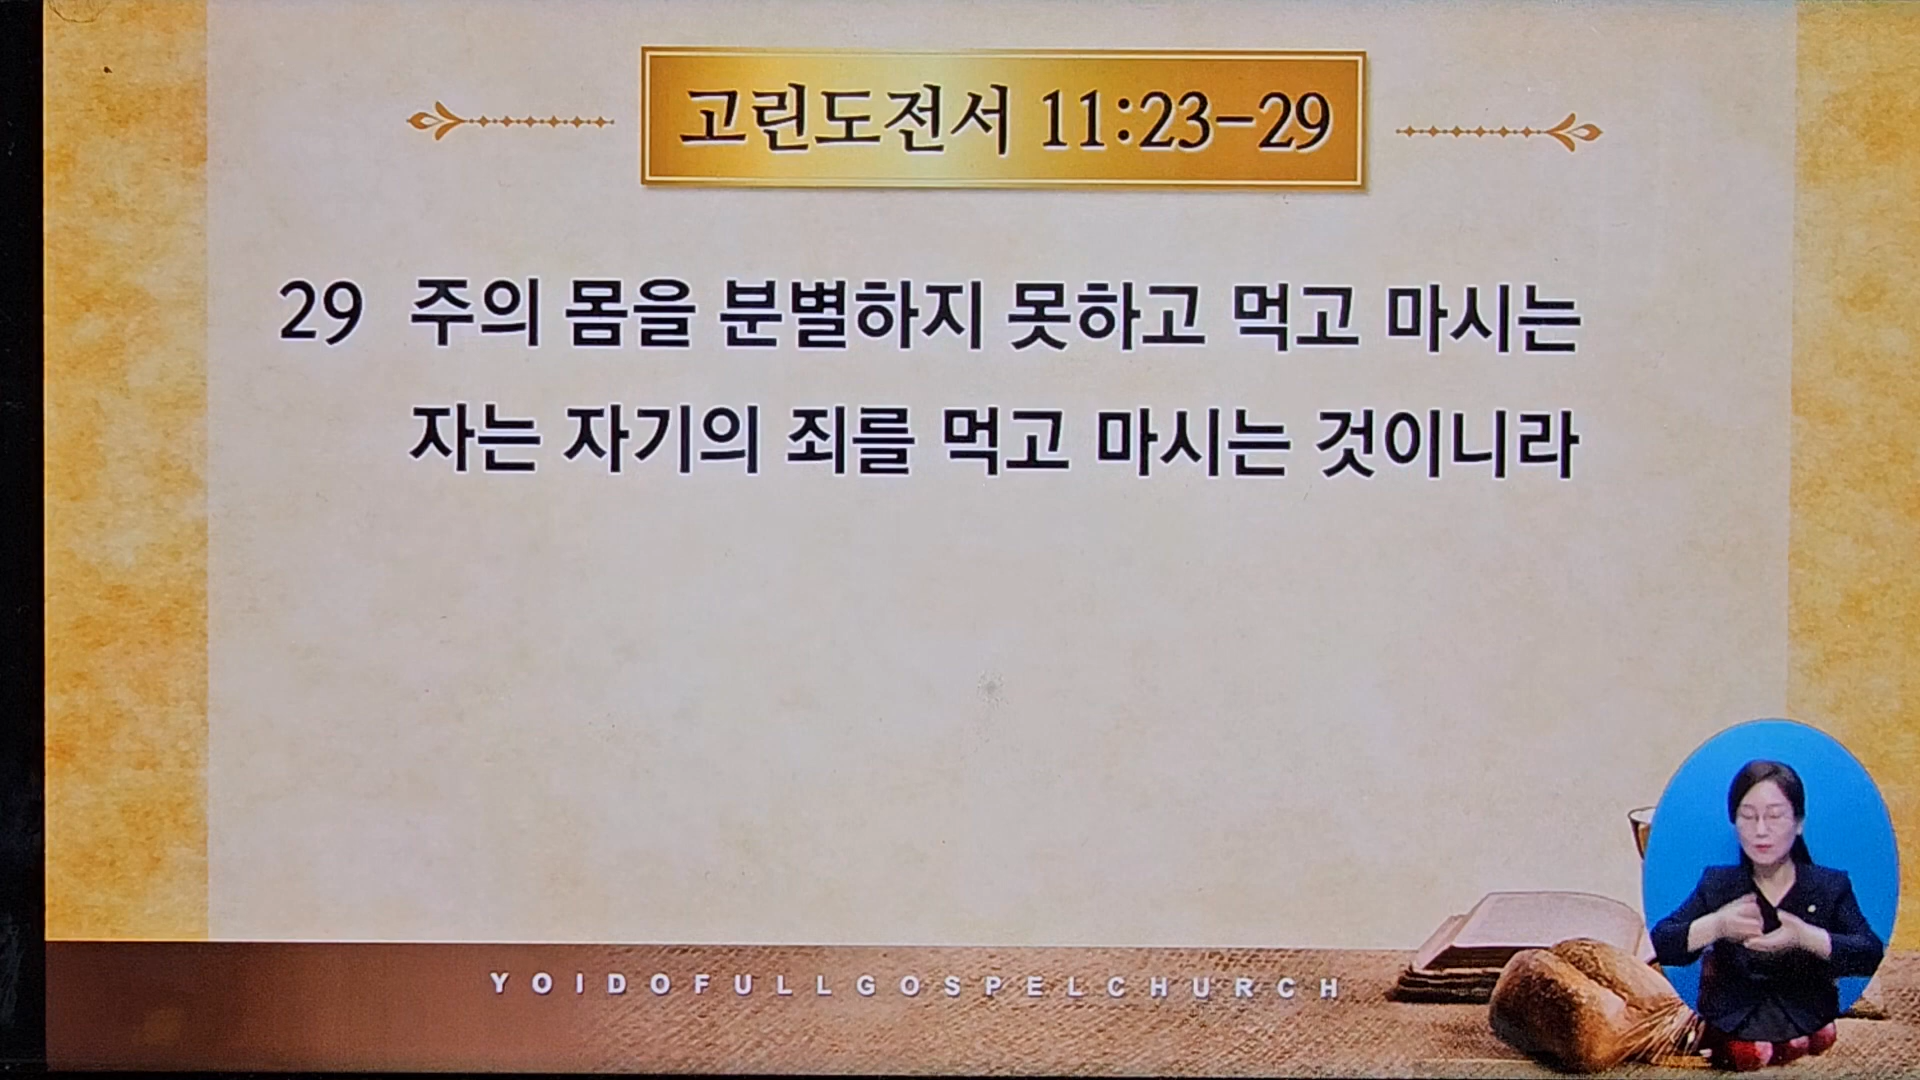 고린도전서 11:23-29
29 주의 몸을 분별하지 못하고 먹고 마시는
자는 자기의 죄를 먹고 마시는 것이니라
YOIDOFULLGOSPELCHURCH